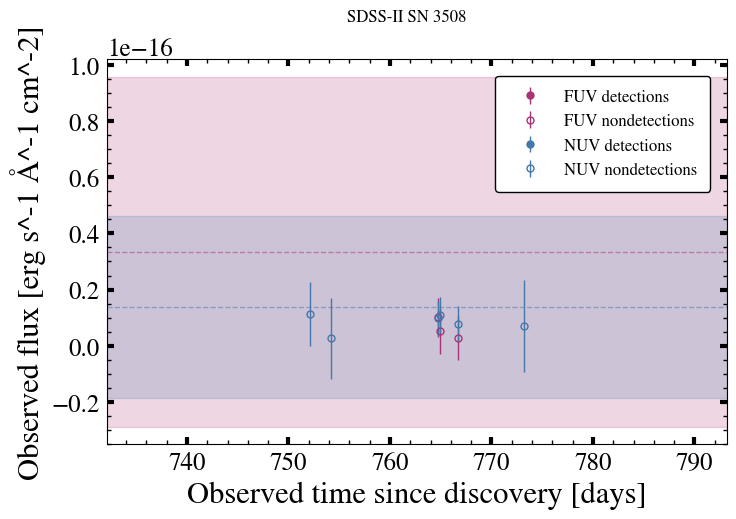 SDSS-II SN 3508
1e−16
Observed flux [erg s^-1 Å^-1 cm^-2]
1.0
0.8
0.6
0.4
0.2
0.0
−0.2
FUV detections
FUV nondetections
NUV detections
NUV nondetections
740 750 760 770 780 790
Observed time since discovery [days]